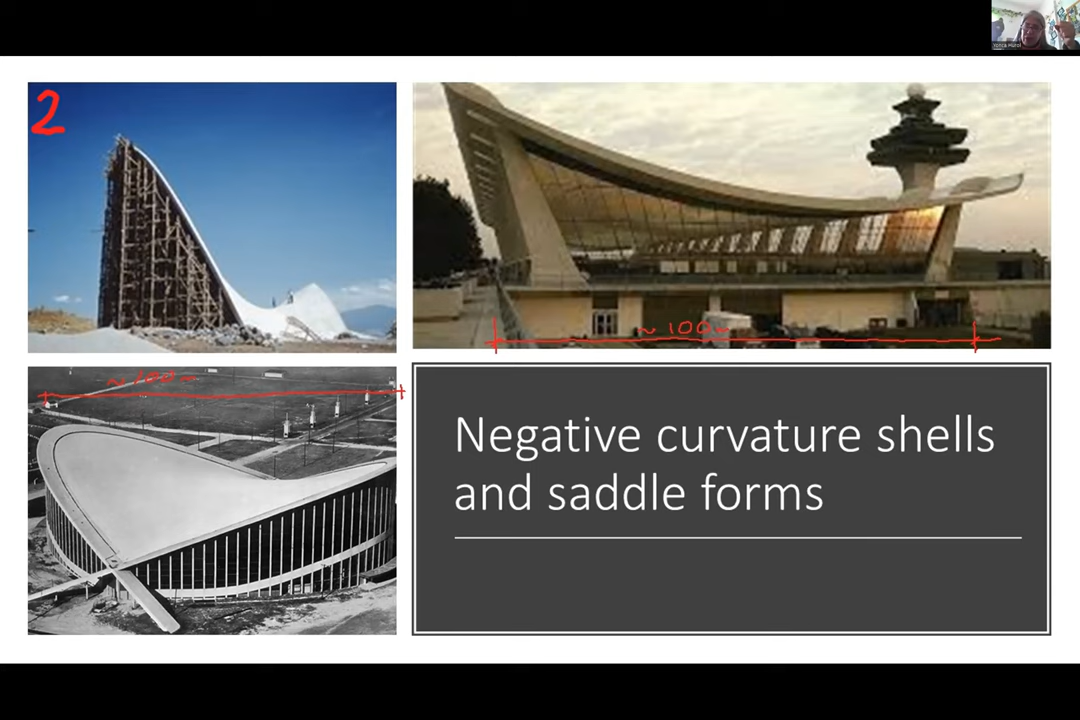 2
~ 100 ~
~ 100 ~
Negative curvature shells
and saddle forms